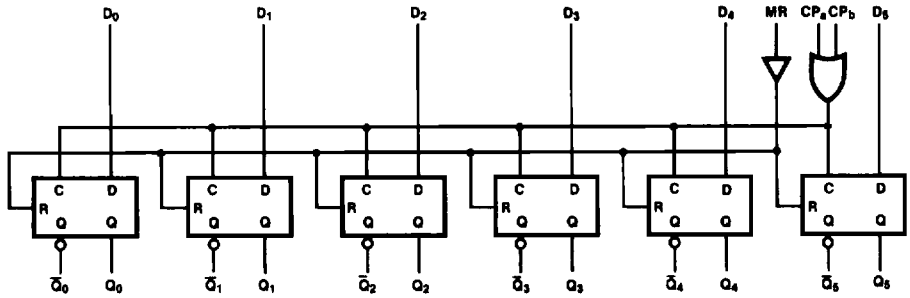 D₀ D₁ D₂ D₃ D₄ MR CPₐ CP_b D₅
C D C D C D C D C D C D
R R R R R R
Q Q Q Q Q Q Q Q Q Q Q Q
Q̅₀ Q₀ Q̅₁ Q₁ Q̅₂ Q₂ Q̅₃ Q₃ Q̅₄ Q₄ Q̅₅ Q₅